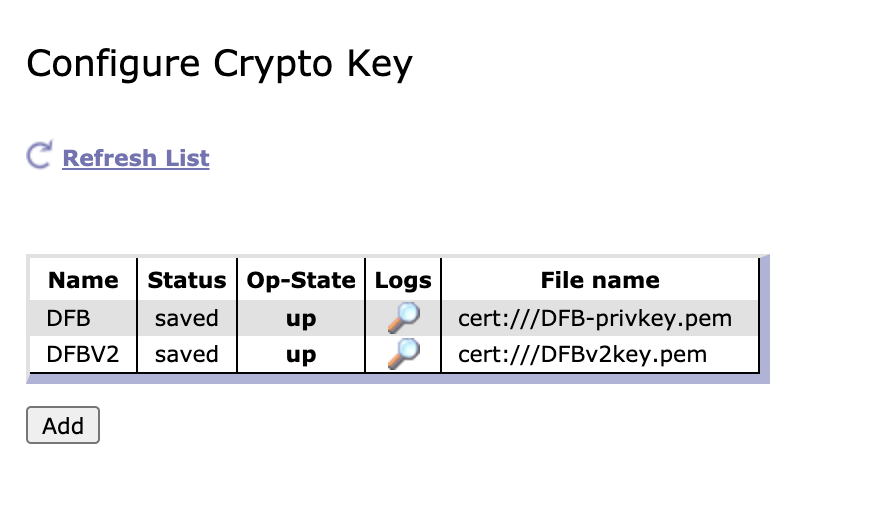 Configure Crypto Key
Refresh List
Name Status Op-State Logs File name
DFB saved up cert:///DFB-privkey.pem
DFBV2 saved up cert:///DFBv2key.pem
Add